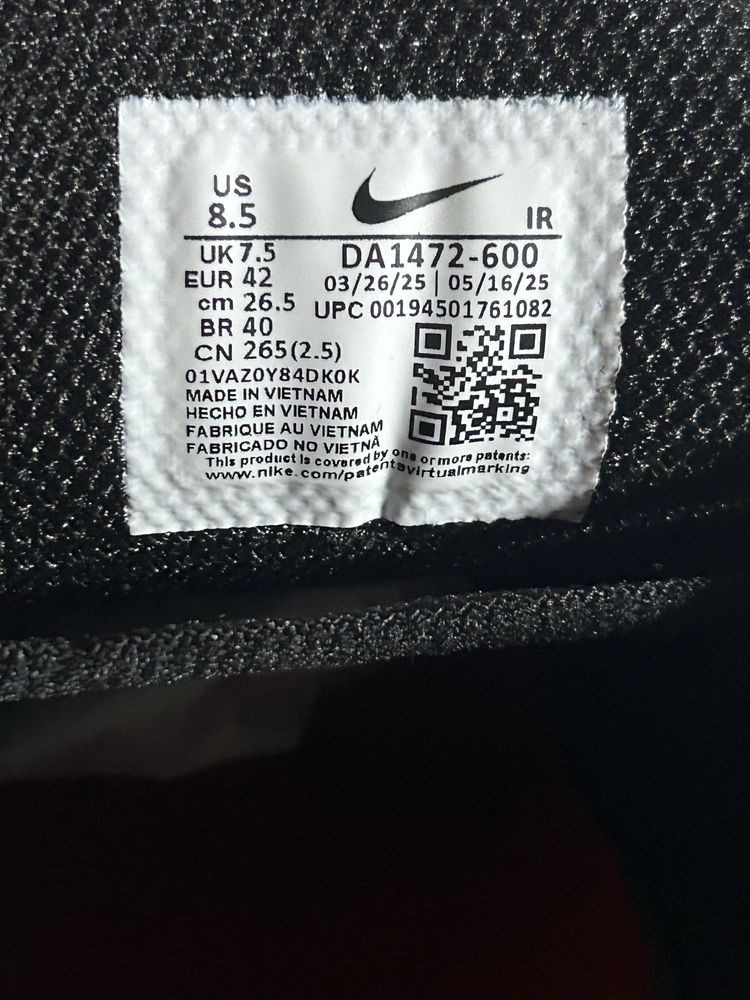 US
8.5
IR
UK 7.5
DA1472-600
EUR 42
03/26/25 | 05/16/25
cm 26.5
UPC 00194501761082
BR 40
CN 265(2.5)
01VAZ0Y84DK0K
MADE IN VIETNAM
HECHO EN VIETNAM
FABRIQUE AU VIETNAM
FABRICADO NO VIETNÃ
This product is covered by one or more patents:
www.nike.com/patentsvirtualmarking